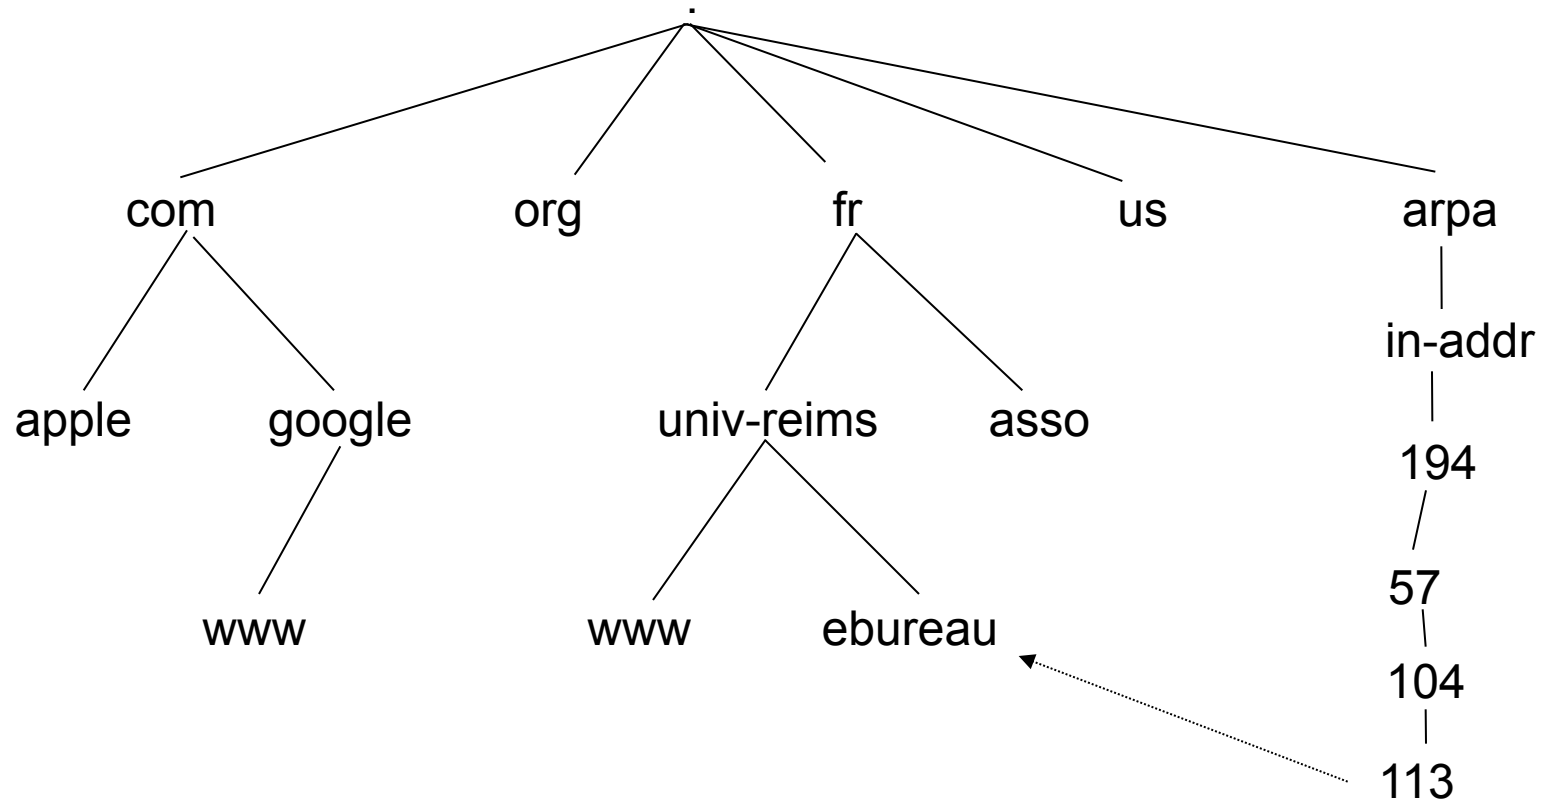 .
com org fr us arpa
in-addr
apple google univ-reims asso
194
57
www www ebureau
104
113